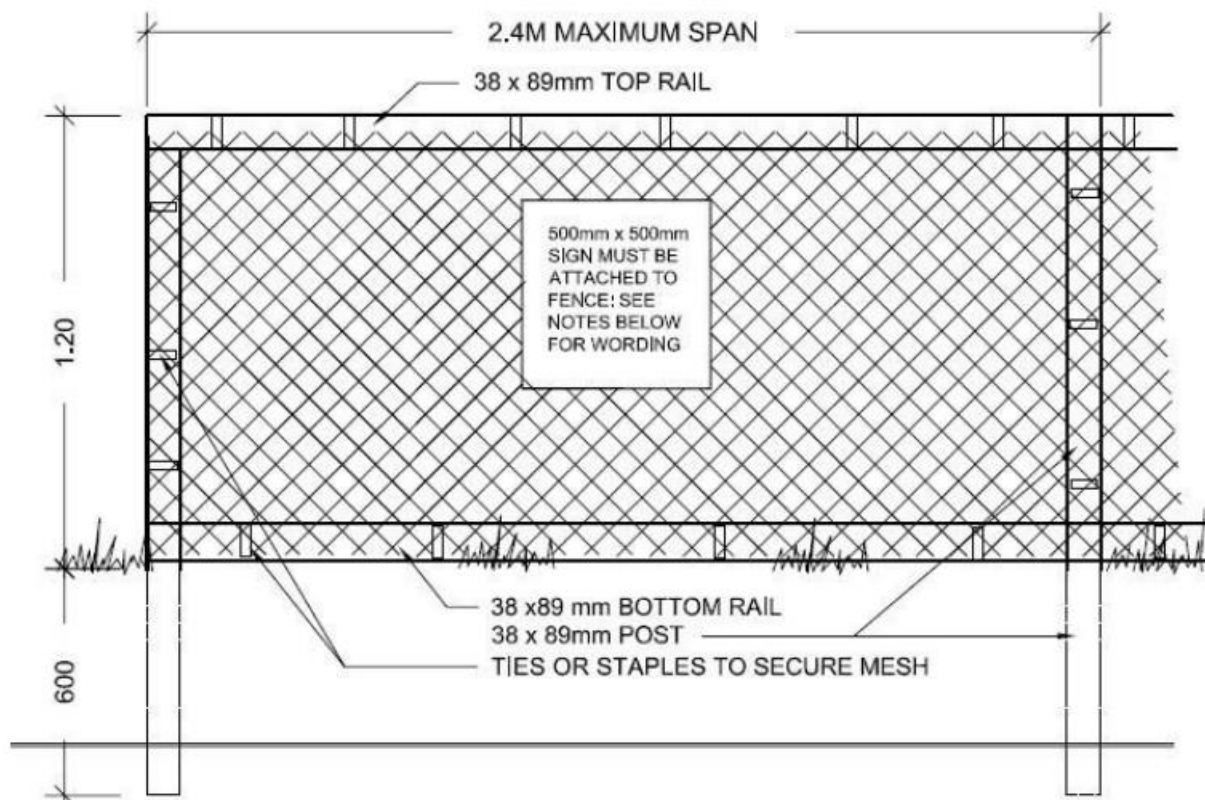 2.4M MAXIMUM SPAN
38 x 89mm TOP RAIL
500mm x 500mm
SIGN MUST BE
ATTACHED TO
FENCE: SEE
NOTES BELOW
FOR WORDING
1.20
38 x89 mm BOTTOM RAIL
38 x 89mm POST
TIES OR STAPLES TO SECURE MESH
600